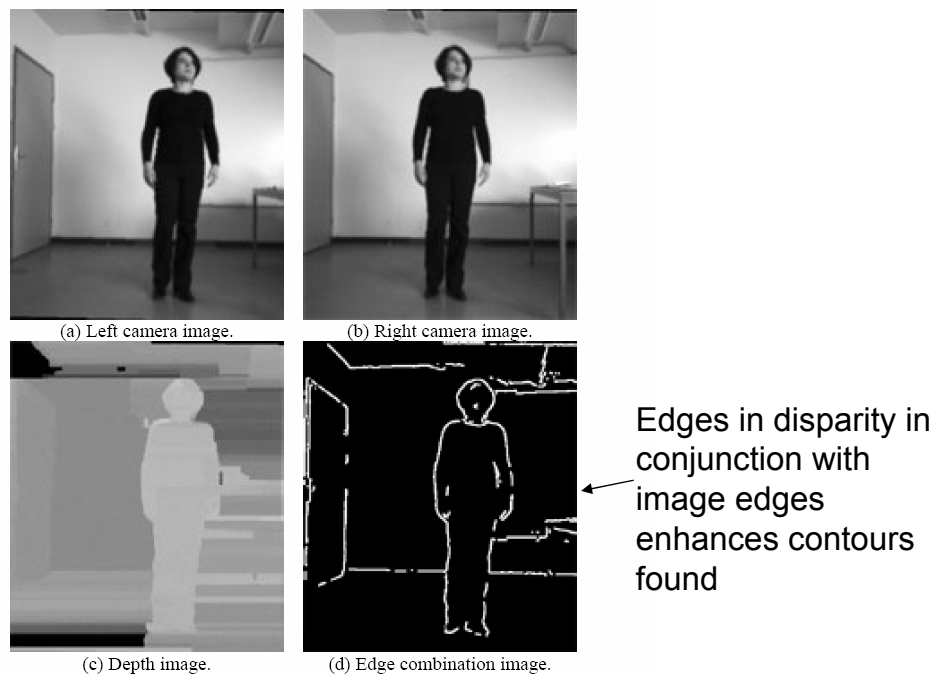 (a) Left camera image.
(b) Right camera image.
Edges in disparity in
conjunction with
image edges
enhances contours
found
(c) Depth image.
(d) Edge combination image.